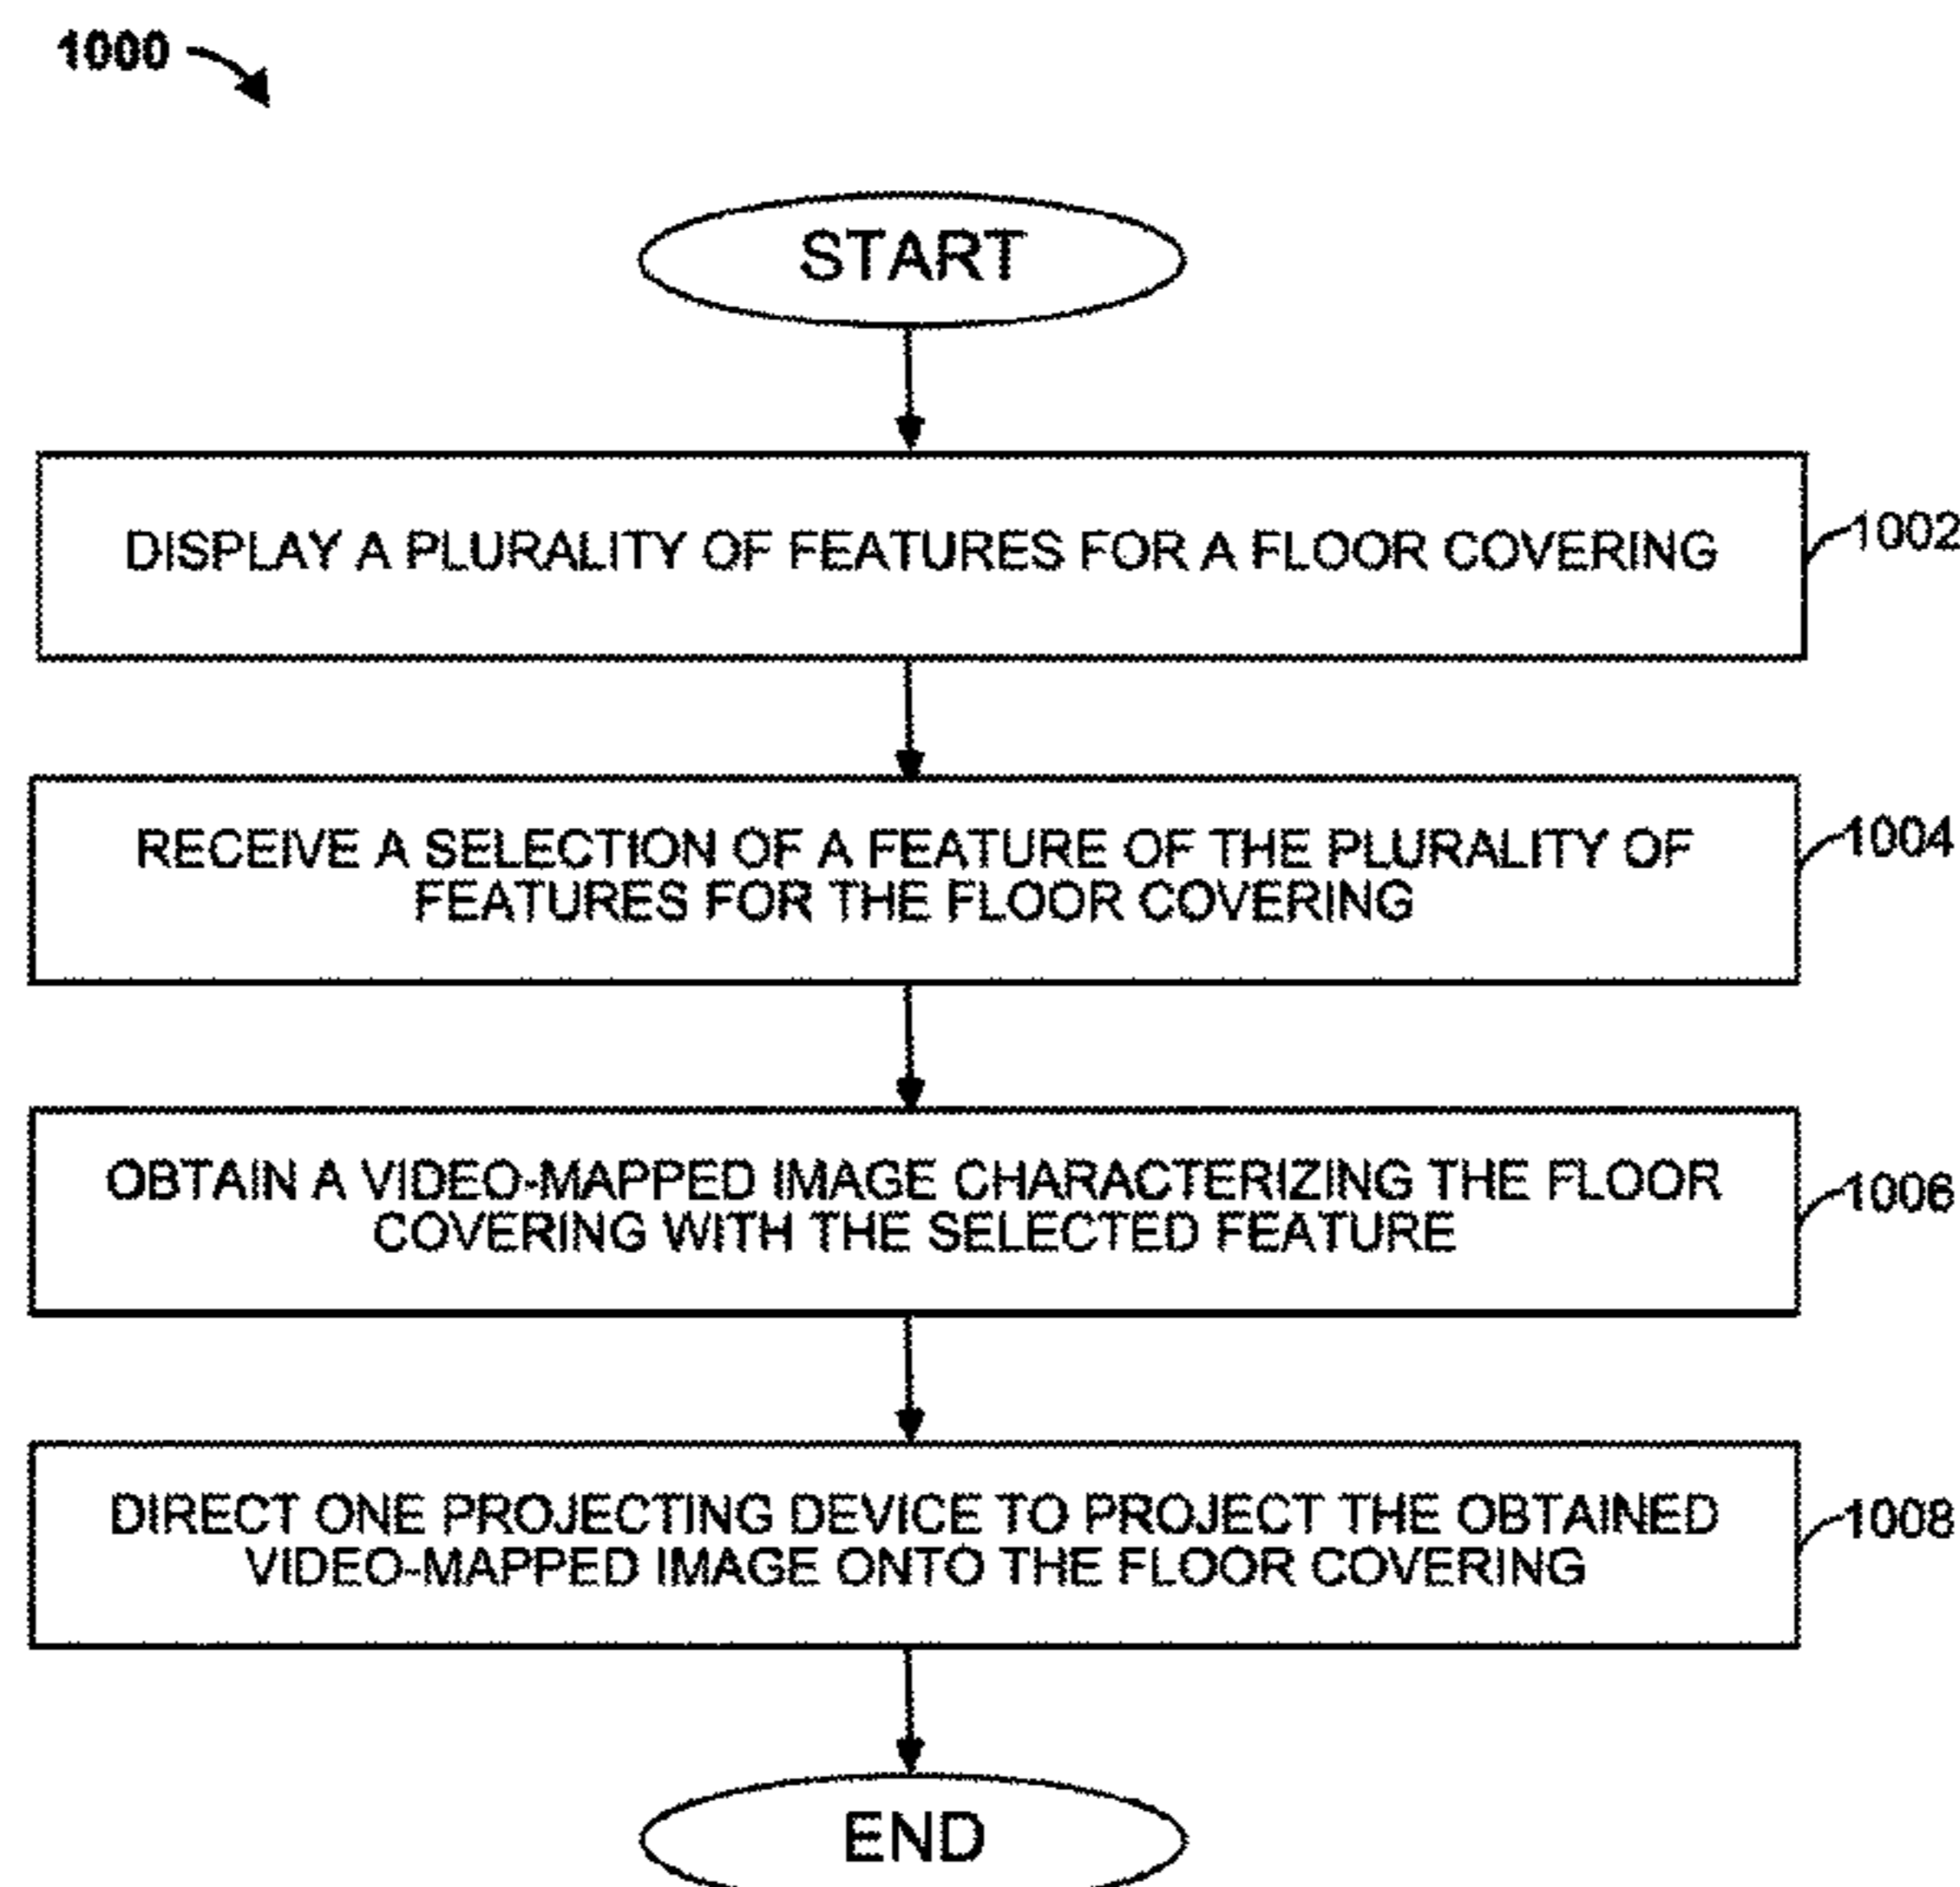 1000
START
DISPLAY A PLURALITY OF FEATURES FOR A FLOOR COVERING
1002
RECEIVE A SELECTION OF A FEATURE OF THE PLURALITY OF
FEATURES FOR THE FLOOR COVERING
1004
OBTAIN A VIDEO-MAPPED IMAGE CHARACTERIZING THE FLOOR
COVERING WITH THE SELECTED FEATURE
1006
DIRECT ONE PROJECTING DEVICE TO PROJECT THE OBTAINED
VIDEO-MAPPED IMAGE ONTO THE FLOOR COVERING
1008
END